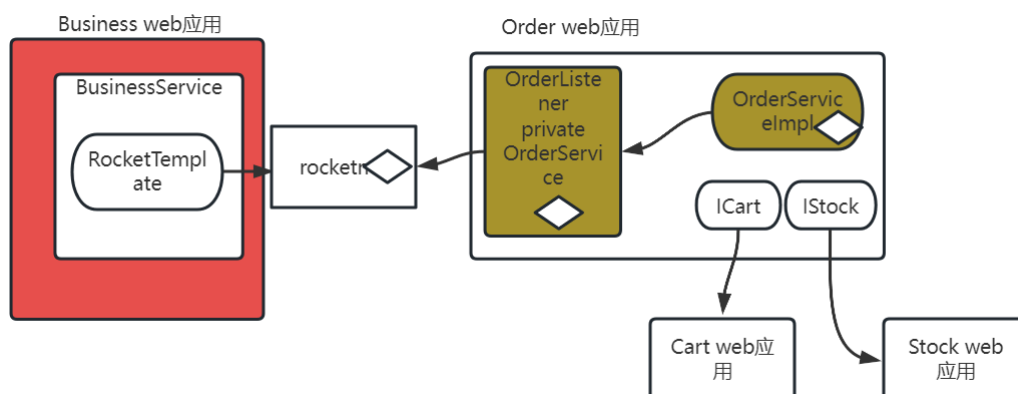 Business web应用
Order web应用
BusinessService
RocketTempl
ate
OrderListe
ner
private
OrderServi
ce
OrderServic
eImpl
ICart
IStock
Cart web应
用
Stock web
应用